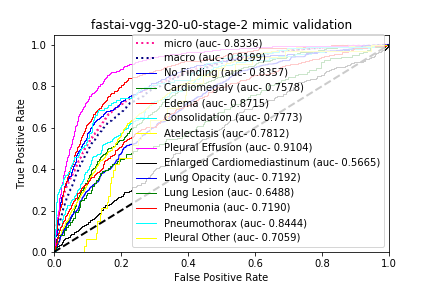 fastai-vgg-320-u0-stage-2 mimic validation
True Positive Rate
1.0
0.8
0.6
0.4
0.2
0.0
micro (auc- 0.8336)
macro (auc- 0.8199)
No Finding (auc- 0.8357)
Cardiomegaly (auc- 0.7578)
Edema (auc- 0.8715)
Consolidation (auc- 0.7773)
Atelectasis (auc- 0.7812)
Pleural Effusion (auc- 0.9104)
Enlarged Cardiomediastinum (auc- 0.5665)
Lung Opacity (auc- 0.7192)
Lung Lesion (auc- 0.6488)
Pneumonia (auc- 0.7190)
Pneumothorax (auc- 0.8444)
Pleural Other (auc- 0.7059)
0.0 0.2 0.4 0.6 0.8 1.0
False Positive Rate